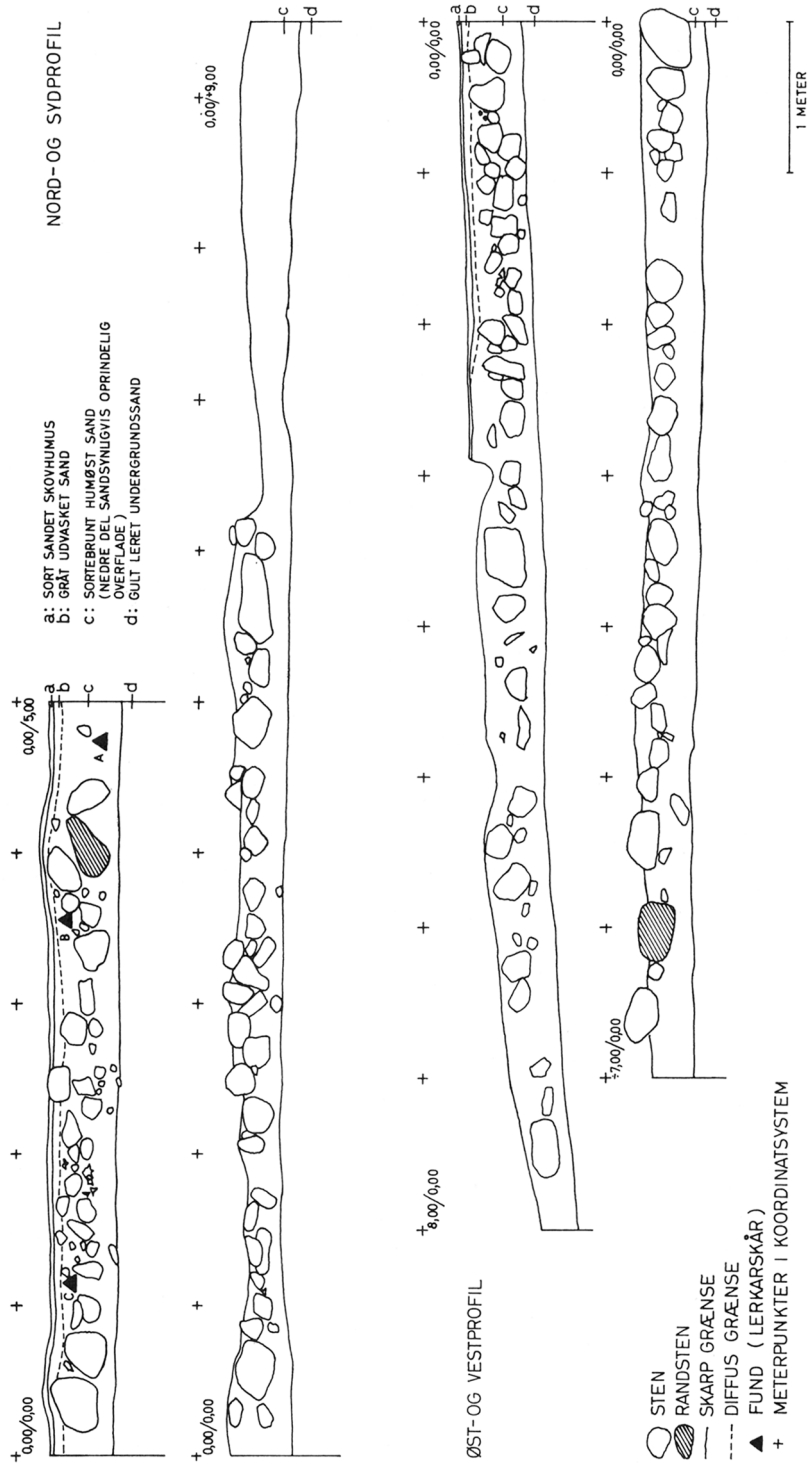 NORD-OG SYDPROFIL
a: SORT SANDET SKOVHUMUS
b: GRÅT UDVASKET SAND
c: SORTEBRUNT HUMØST SAND
(NEDRE DEL SANDSYNLIGVIS OPRINDELIG
OVERFLADE)
d: GULT LERET UNDERGRUNDSSAND
0,00/0,00
0,00/5,00
a
b
c
d
A
B
C
0,00/0,00
0,00/÷9,00
c
d
ØST-OG VESTPROFIL
8,00/0,00
0,00/0,00
a
b
c
d
÷7,00/0,00
0,00/0,00
c
d
STEN
RANDSTEN
SKARP GRÆNSE
DIFFUS GRÆNSE
FUND (LERKARSKÅR)
METERPUNKTER I KOORDINATSYSTEM
1 METER